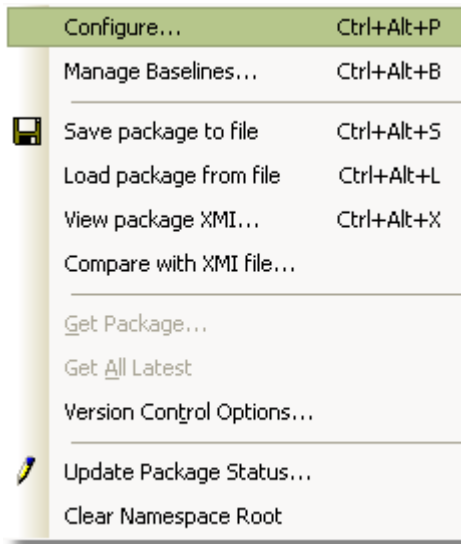 Configure... Ctrl+Alt+P
Manage Baselines... Ctrl+Alt+B
Save package to file Ctrl+Alt+S
Load package from file Ctrl+Alt+L
View package XMI... Ctrl+Alt+X
Compare with XMI file...
Get Package...
Get All Latest
Version Control Options...
Update Package Status...
Clear Namespace Root